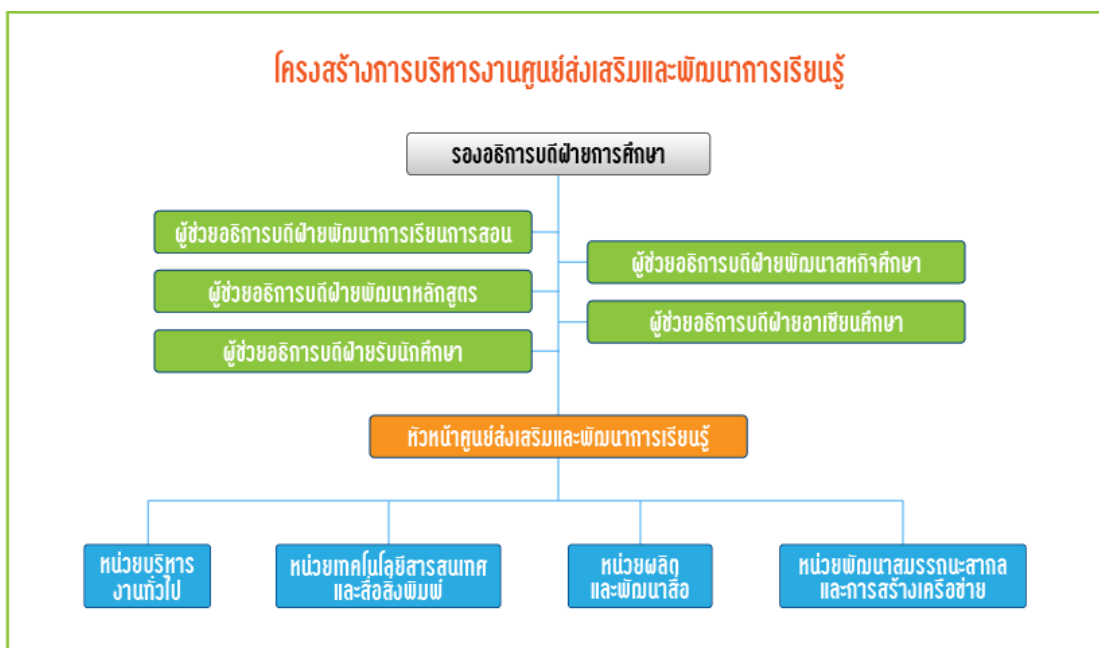 โครงสร้างการบริหารงานศูนย์ส่งเสริมและพัฒนาการเรียนรู้
รองอธิการบดีฝ่ายการศึกษา
ผู้ช่วยอธิการบดีฝ่ายพัฒนาการเรียนการสอน
ผู้ช่วยอธิการบดีฝ่ายพัฒนาสหกิจศึกษา
ผู้ช่วยอธิการบดีฝ่ายพัฒนาหลักสูตร
ผู้ช่วยอธิการบดีฝ่ายอาเซียนศึกษา
ผู้ช่วยอธิการบดีฝ่ายรับนักศึกษา
หัวหน้าศูนย์ส่งเสริมและพัฒนาการเรียนรู้
หน่วยบริหาร
งานทั่วไป
หน่วยเทคโนโลยีสารสนเทศ
และสื่อสิ่งพิมพ์
หน่วยผลิต
และพัฒนาสื่อ
หน่วยพัฒนาสมรรถนะสากล
และการสร้างเครือข่าย